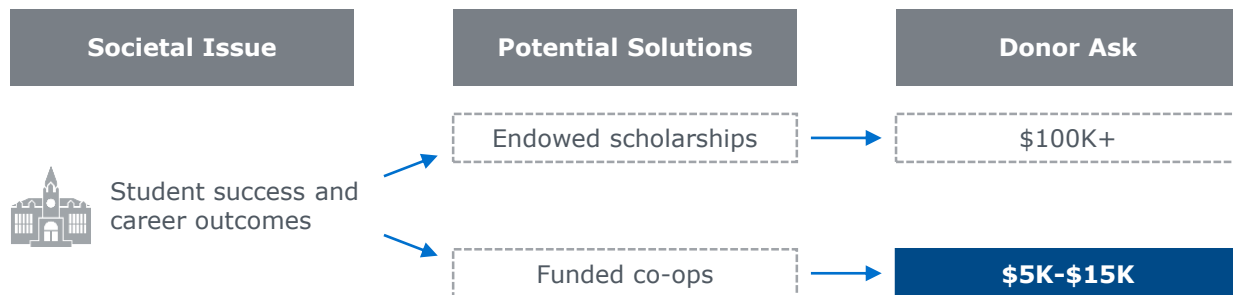 Societal Issue
Potential Solutions
Donor Ask
Endowed scholarships
$100K+
Student success and
career outcomes
Funded co-ops
$5K-$15K